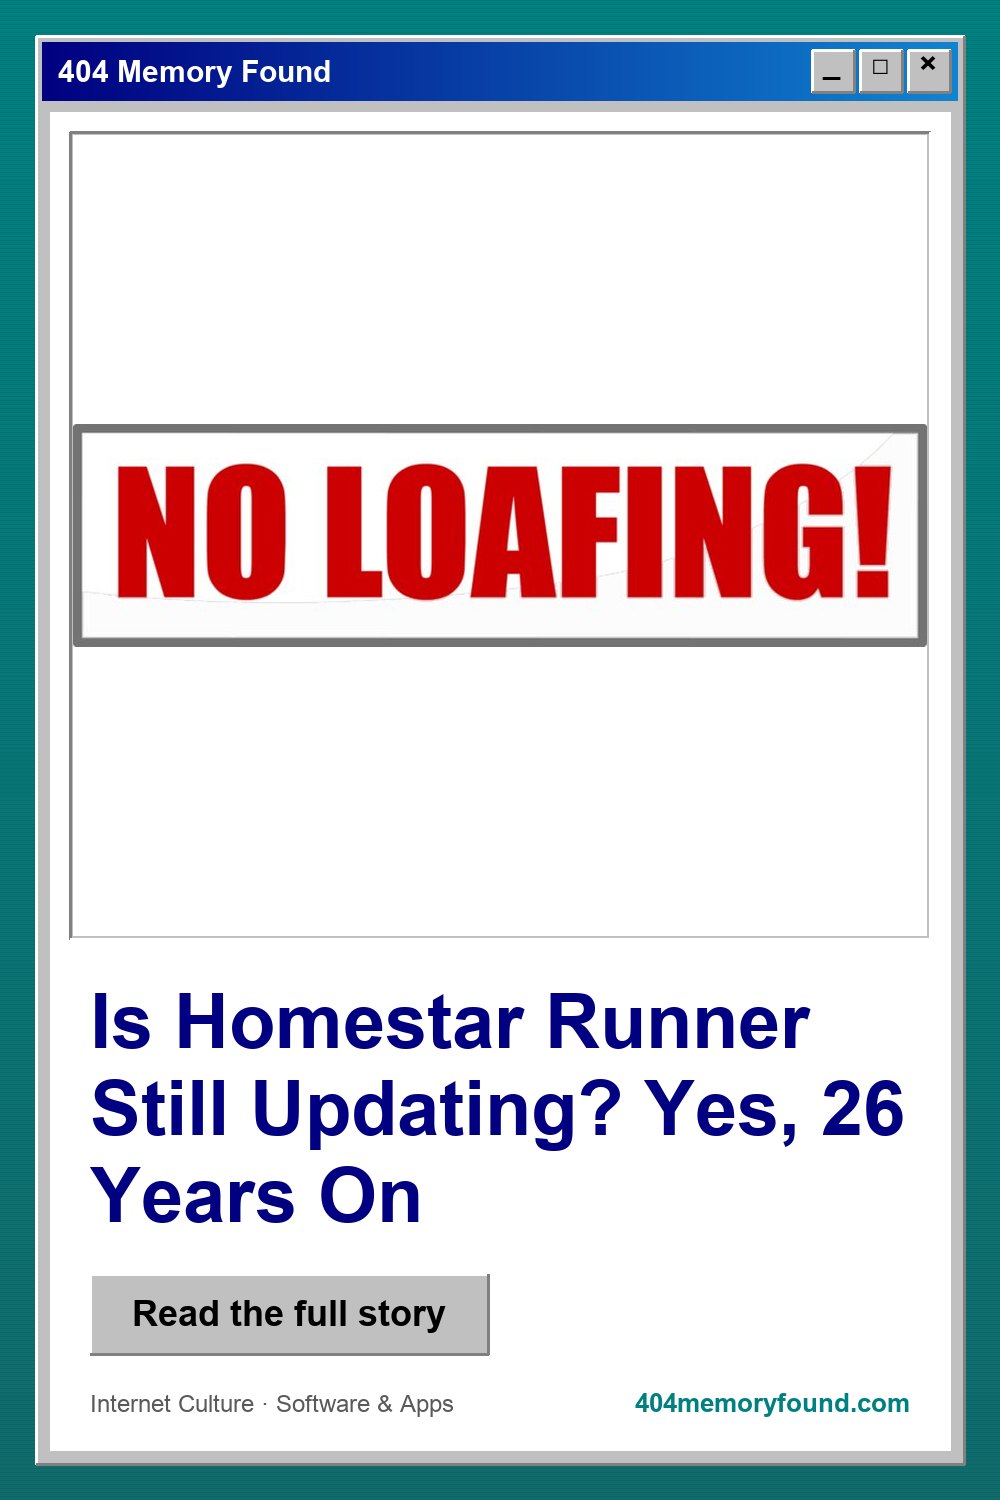 404 Memory Found
NO LOAFING!
Is Homestar Runner
Still Updating? Yes, 26
Years On
Read the full story
Internet Culture · Software & Apps
404memoryfound.com